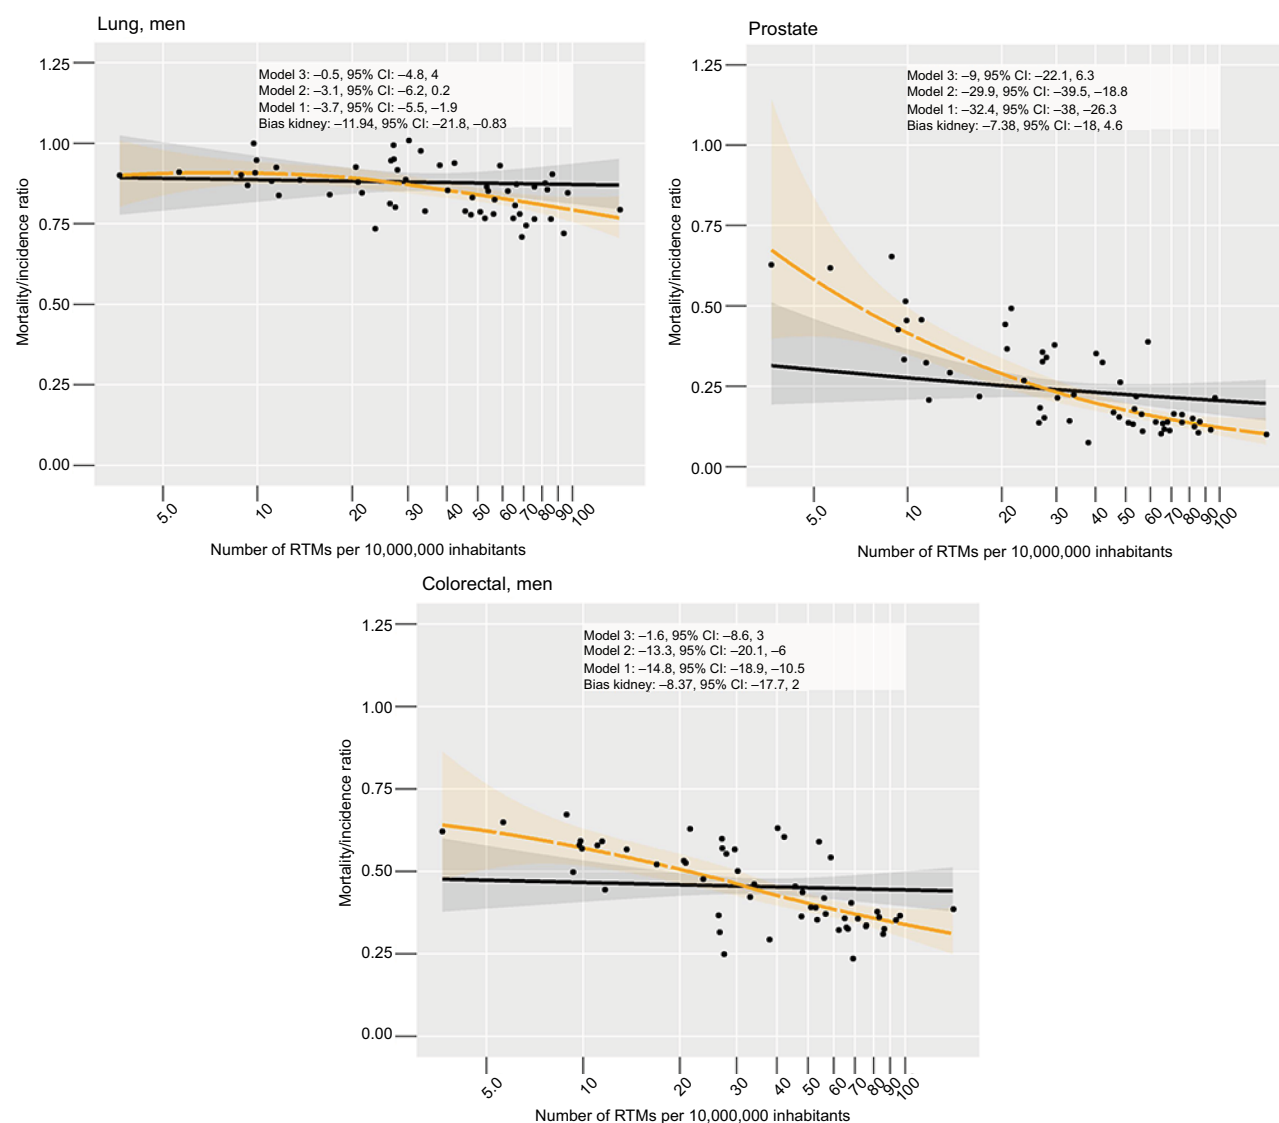 Lung, men
Model 3: –0.5, 95% CI: –4.8, 4
Model 2: –3.1, 95% CI: –6.2, 0.2
Model 1: –3.7, 95% CI: –5.5, –1.9
Bias kidney: –11.94, 95% CI: –21.8, –0.83
Mortality/incidence ratio
1.25
1.00
0.75
0.50
0.25
0.00
5.0 10 20 30 40 50 60 70 80 90 100
Number of RTMs per 10,000,000 inhabitants
Prostate
Model 3: –9, 95% CI: –22.1, 6.3
Model 2: –29.9, 95% CI: –39.5, –18.8
Model 1: –32.4, 95% CI: –38, –26.3
Bias kidney: –7.38, 95% CI: –18, 4.6
Mortality/incidence ratio
1.25
1.00
0.75
0.50
0.25
0.00
5.0 10 20 30 40 50 60 70 80 90 100
Number of RTMs per 10,000,000 inhabitants
Colorectal, men
Model 3: –1.6, 95% CI: –8.6, 3
Model 2: –13.3, 95% CI: –20.1, –6
Model 1: –14.8, 95% CI: –18.9, –10.5
Bias kidney: –8.37, 95% CI: –17.7, 2
Mortality/incidence ratio
1.25
1.00
0.75
0.50
0.25
0.00
5.0 10 20 30 40 50 60 70 80 90 100
Number of RTMs per 10,000,000 inhabitants